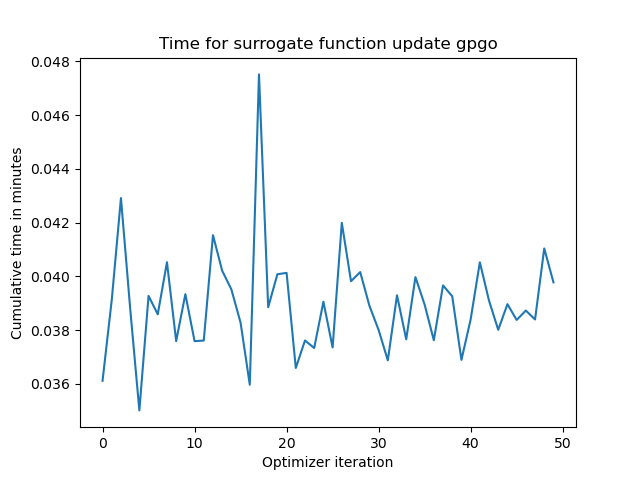 Time for surrogate function update gpgo
0.048
0.046
0.044
0.042
0.040
0.038
0.036
Cumulative time in minutes
0 10 20 30 40 50
Optimizer iteration